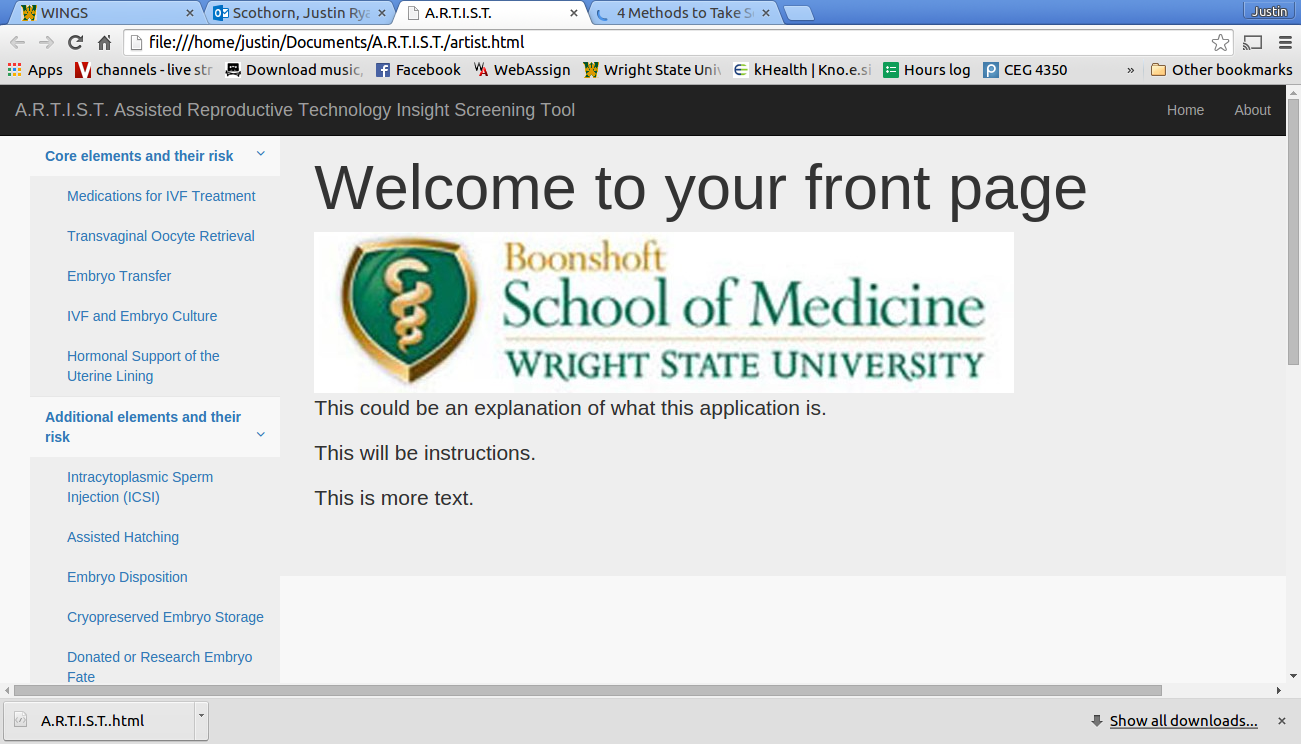 WINGS
Scothorn, Justin Rya
A.R.T.I.S.T.
4 Methods to Take S
Justin
file:///home/justin/Documents/A.R.T.I.S.T./artist.html
Apps
channels - live str
Download music,
Facebook
WebAssign
Wright State Univ
kHealth | Kno.e.si
Hours log
CEG 4350
»
Other bookmarks
A.R.T.I.S.T. Assisted Reproductive Technology Insight Screening Tool
Home
About
Core elements and their risk
Medications for IVF Treatment
Transvaginal Oocyte Retrieval
Embryo Transfer
IVF and Embryo Culture
Hormonal Support of the
Uterine Lining
Additional elements and their
risk
Intracytoplasmic Sperm
Injection (ICSI)
Assisted Hatching
Embryo Disposition
Cryopreserved Embryo Storage
Donated or Research Embryo
Fate
Welcome to your front page
Boonshoft
School of Medicine
WRIGHT STATE UNIVERSITY
This could be an explanation of what this application is.
This will be instructions.
This is more text.
A.R.T.I.S.T..html
Show all downloads...